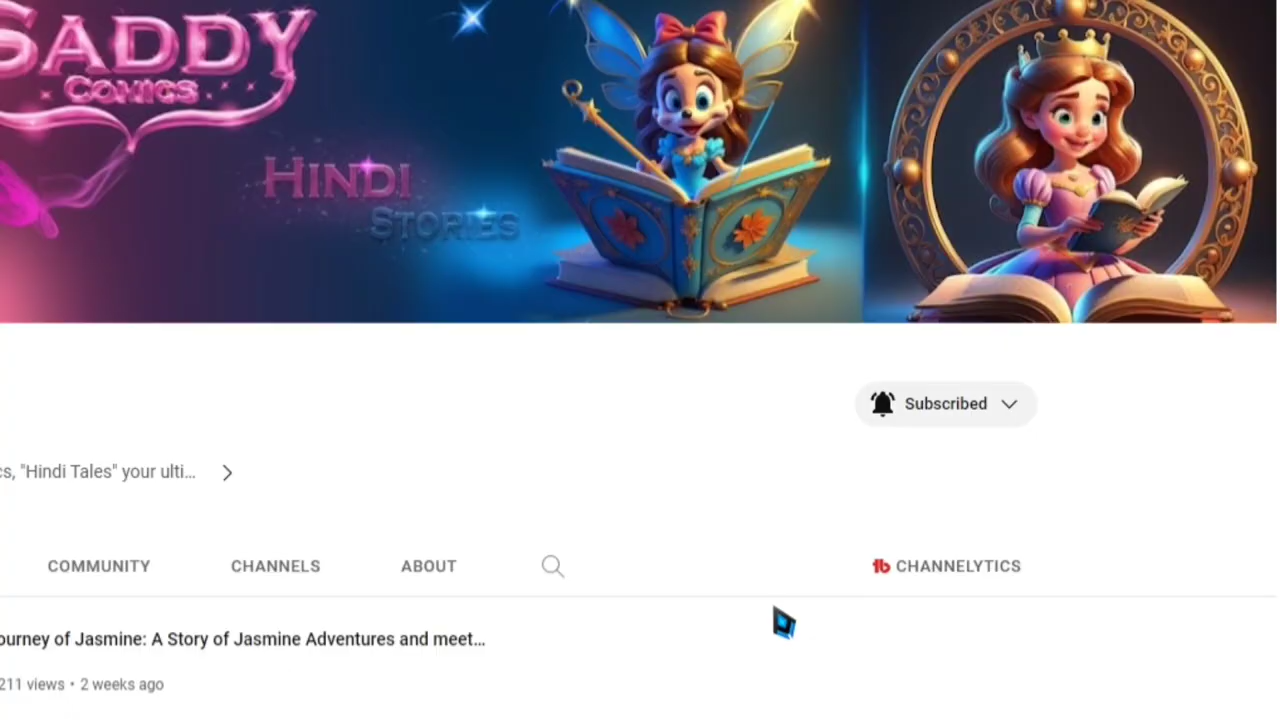 SADDY
COMICS
HINDI
STORIES
Subscribed
"Hindi Tales" your ulti...
COMMUNITY
CHANNELS
ABOUT
CHANNELYTICS
of Jasmine: A Story of Jasmine Adventures and meet...
211 views • 2 weeks ago